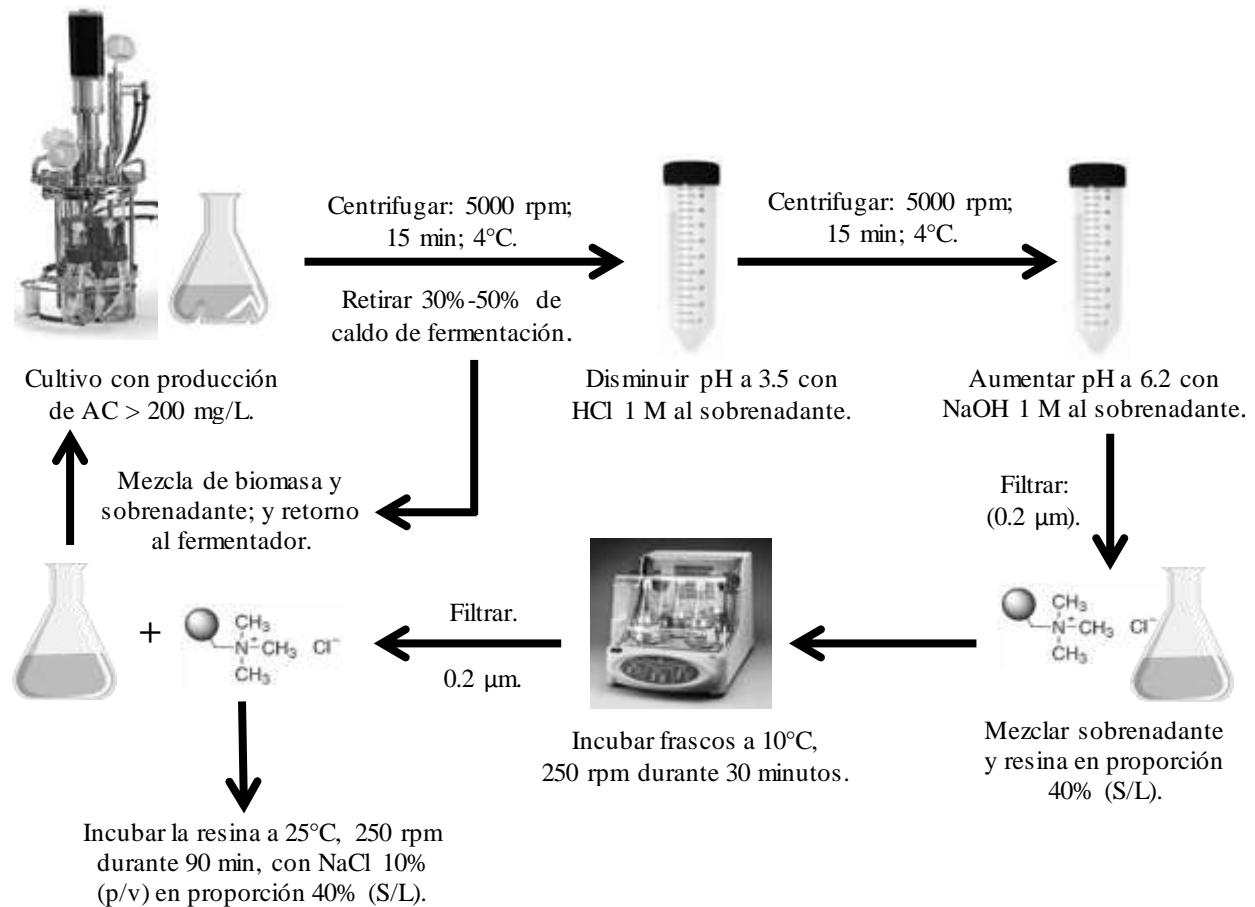 Centrifugar: 5000 rpm;
15 min; 4°C.
Retirar 30%-50% de
caldo de fermentación.
Centrifugar: 5000 rpm;
15 min; 4°C.
Cultivo con producción
de AC > 200 mg/L.
Disminuir pH a 3.5 con
HCl 1 M al sobrenadante.
Aumentar pH a 6.2 con
NaOH 1 M al sobrenadante.
Mezcla de biomasa y
sobrenadante; y retorno
al fermentador.
Filtrar:
(0.2 µm).
CH3
N+ CH3 Cl−
CH3
Mezclar sobrenadante
y resina en proporción
40% (S/L).
Incubar frascos a 10°C,
250 rpm durante 30 minutos.
Filtrar.
0.2 µm.
+
CH3
N+ CH3 Cl−
CH3
Incubar la resina a 25°C, 250 rpm
durante 90 min, con NaCl 10%
(p/v) en proporción 40% (S/L).